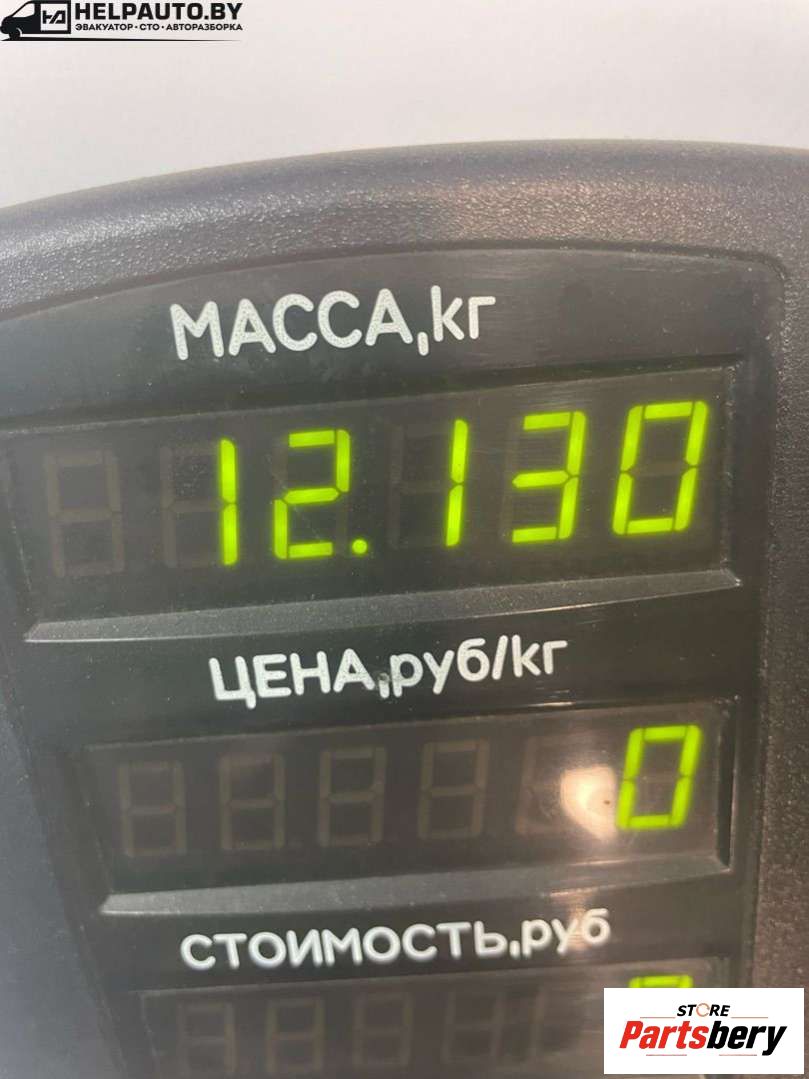 HELPAUTO.BY
ЭВАКУАТОР • СТО • АВТОРАЗБОРКА
МАССА,кг
12.130
ЦЕНА,руб/кг
0
СТОИМОСТЬ,руб
STORE
Partsbery